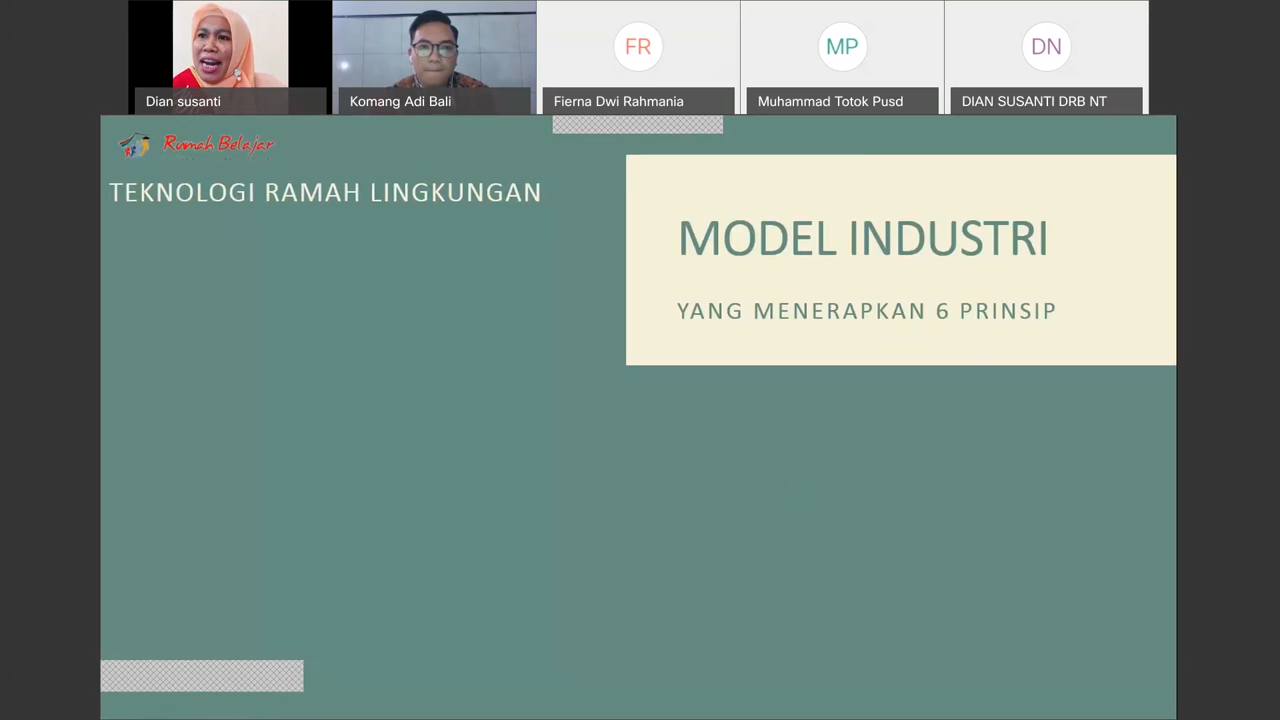 FR
MP
DN
Dian susanti
Komang Adi Bali
Fierna Dwi Rahmania
Muhammad Totok Pusd
DIAN SUSANTI DRB NT
Rumah Belajar
TEKNOLOGI RAMAH LINGKUNGAN
MODEL INDUSTRI
YANG MENERAPKAN 6 PRINSIP